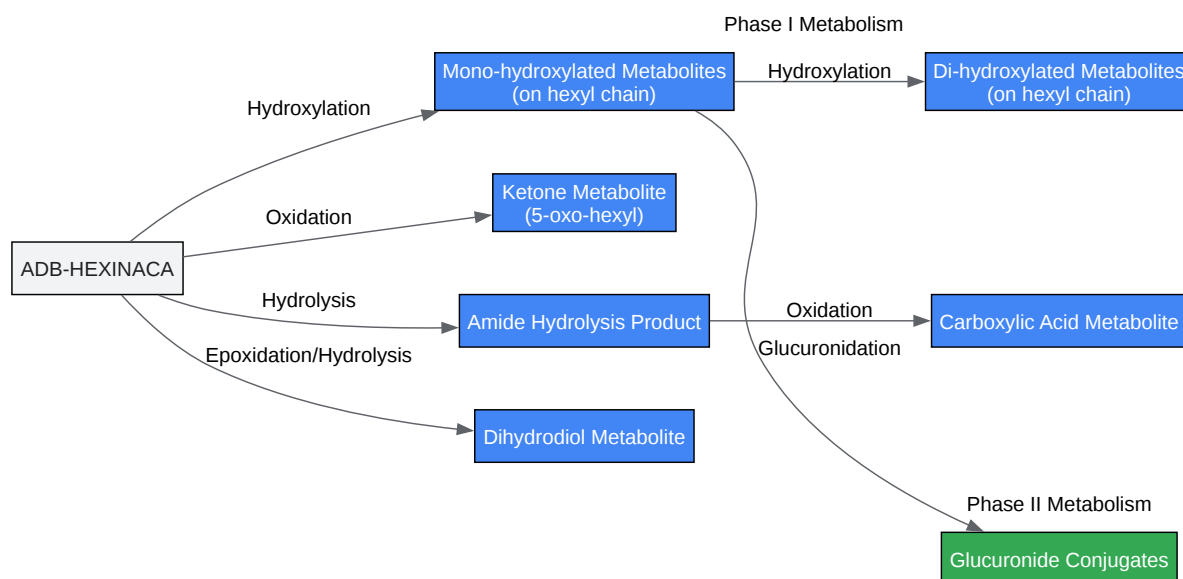 Phase I Metabolism
Mono-hydroxylated Metabolites
(on hexyl chain)
Hydroxylation
Di-hydroxylated Metabolites
(on hexyl chain)
Hydroxylation
Ketone Metabolite
(5-oxo-hexyl)
Oxidation
ADB-HEXINACA
Hydrolysis
Amide Hydrolysis Product
Oxidation
Carboxylic Acid Metabolite
Epoxidation/Hydrolysis
Glucuronidation
Dihydrodiol Metabolite
Phase II Metabolism
Glucuronide Conjugates